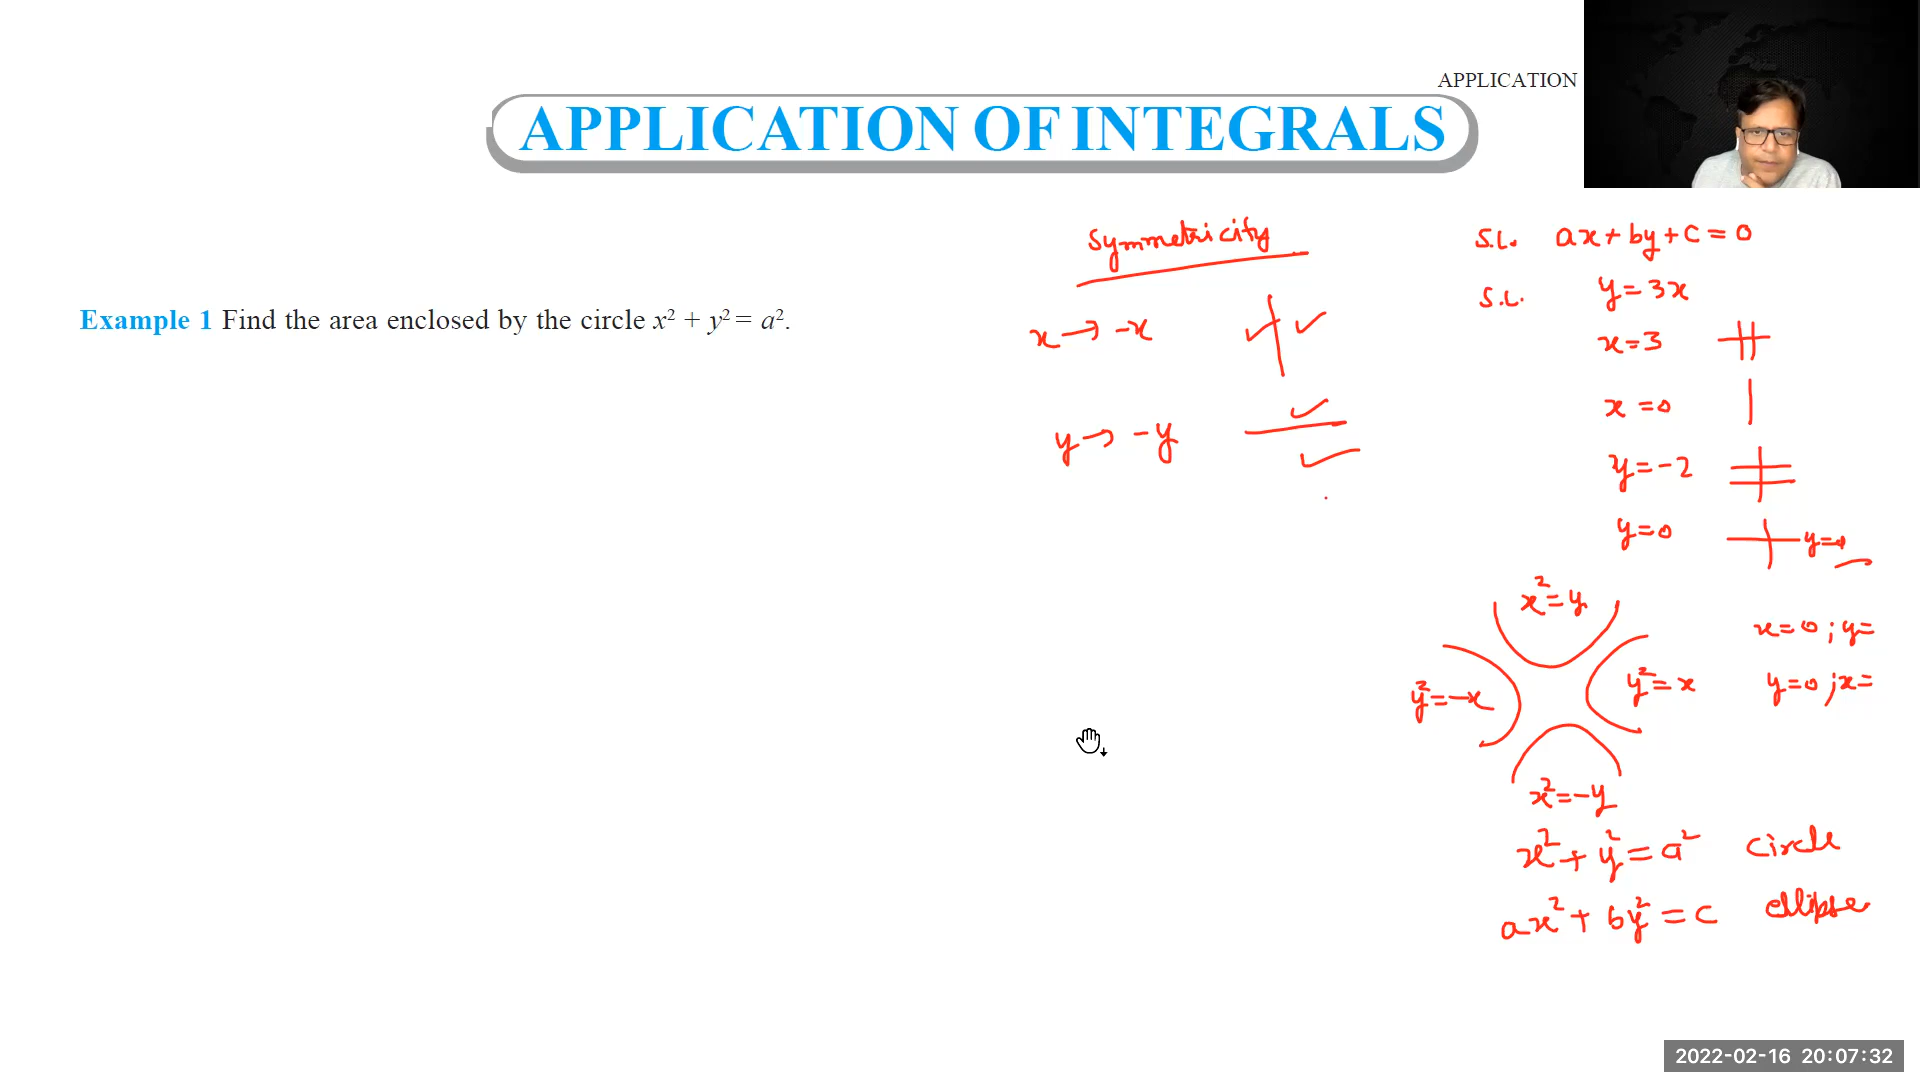 APPLICATION
APPLICATION OF INTEGRALS
Example 1 Find the area enclosed by the circle x² + y² = a².
Symmetricity
x → -x
y → -y
S.L. ax + by + c = 0
S.L. y = 3x
x = 3
x = 0
y = -2
y = 0
y =
x² = y
y² = -x
y² = x
x² = -y
x = 0 ; y =
y = 0 ; x =
x² + y² = a² circle
ax² + by² = c ellipse
2022-02-16 20:07:32